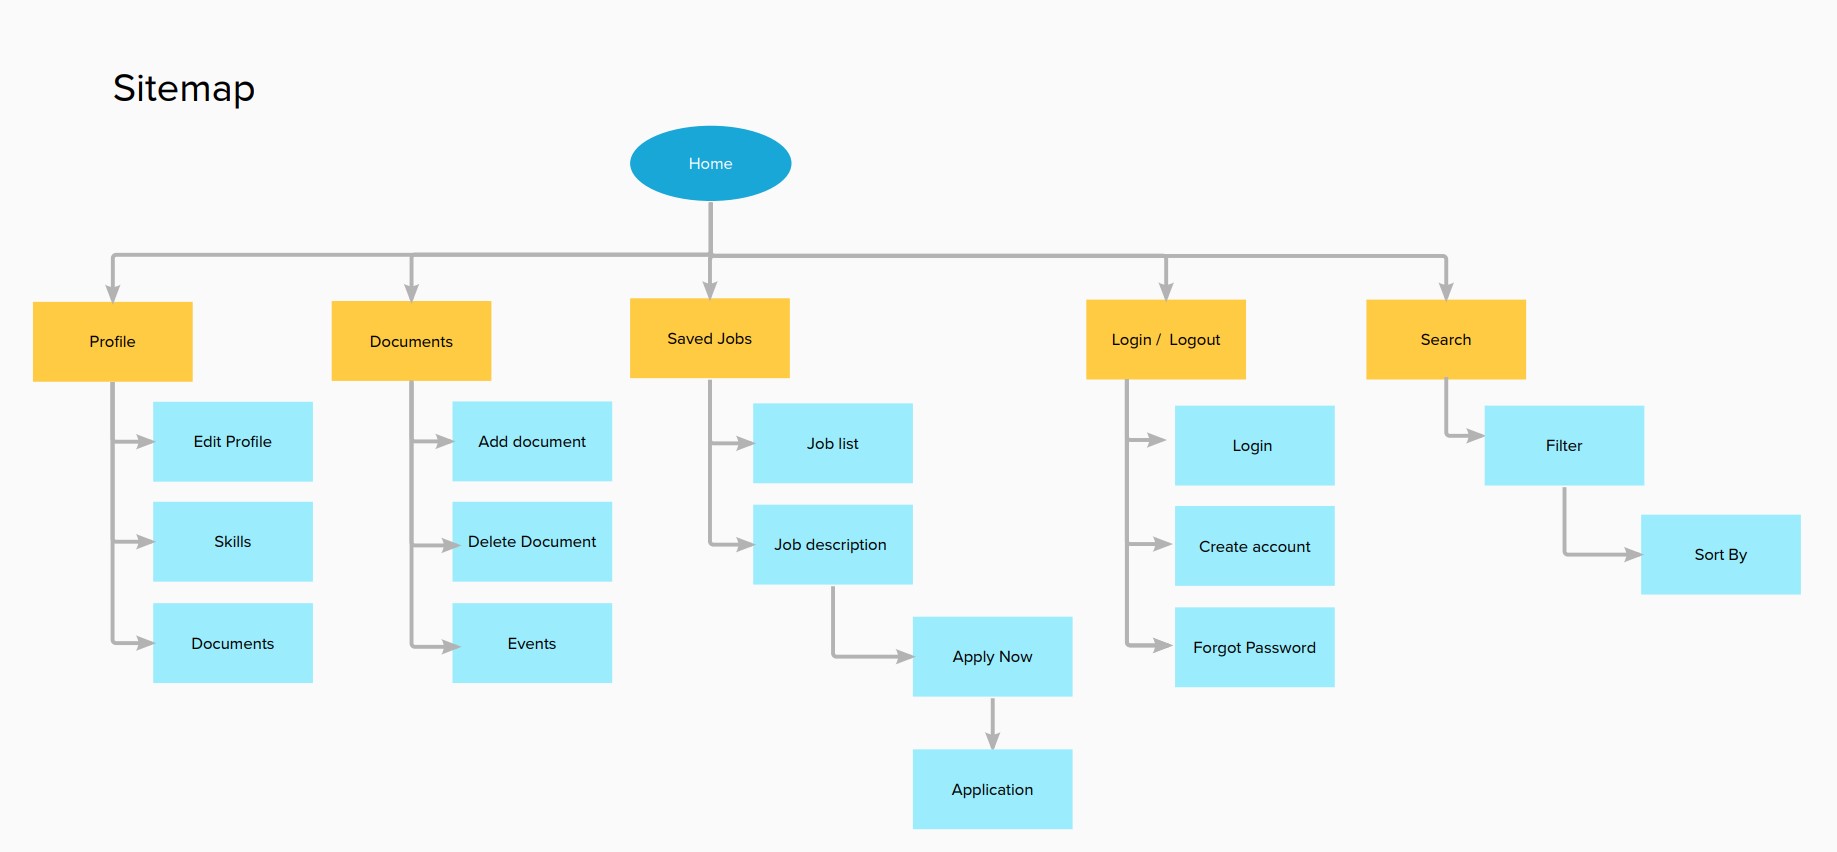 Sitemap
Home
Profile
Documents
Saved Jobs
Login /  Logout
Search
Edit Profile
Add document
Job list
Login
Filter
Skills
Delete Document
Job description
Create account
Sort By
Documents
Events
Apply Now
Forgot Password
Application